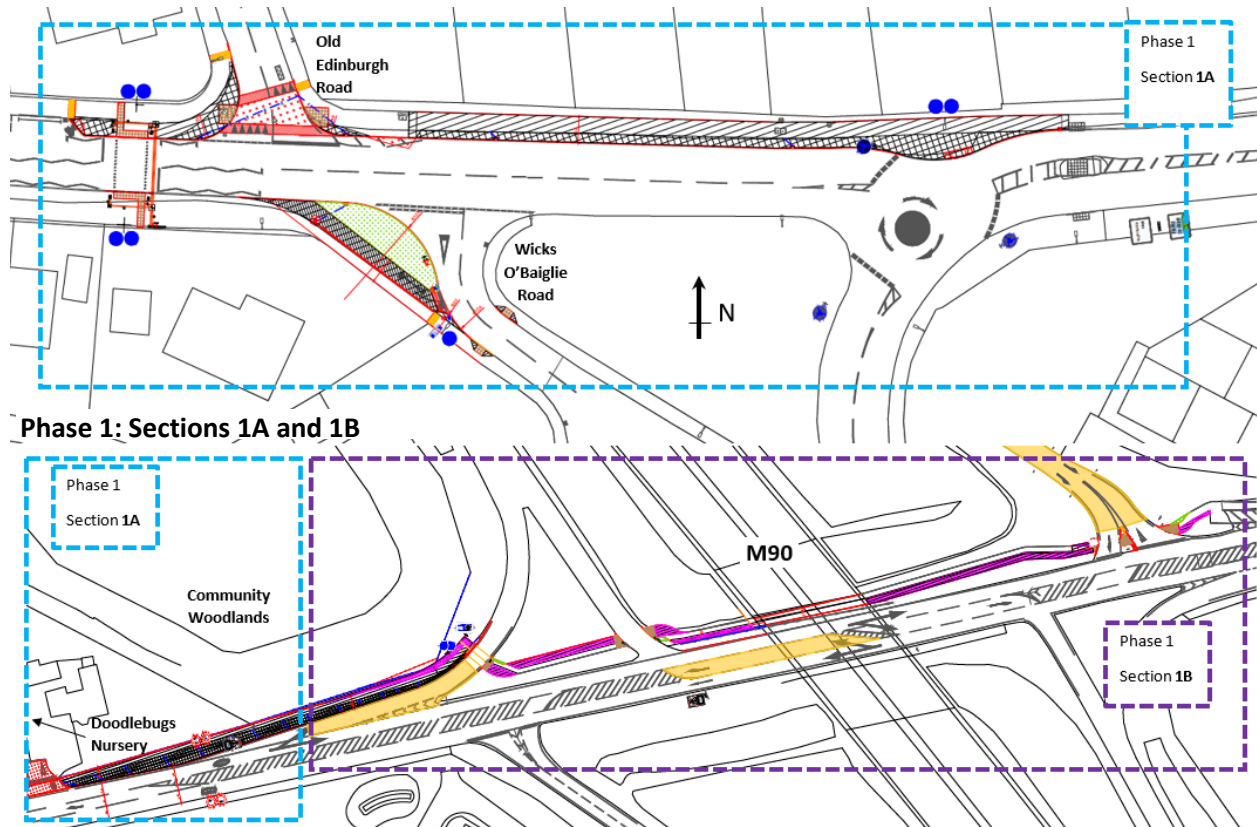 Old
Edinburgh
Road
Phase 1
Section 1A
Wicks
O'Baiglie
Road
N
Phase 1: Sections 1A and 1B
Phase 1
Section 1A
Community
Woodlands
M90
Phase 1
Section 1B
Doodlebugs
Nursery